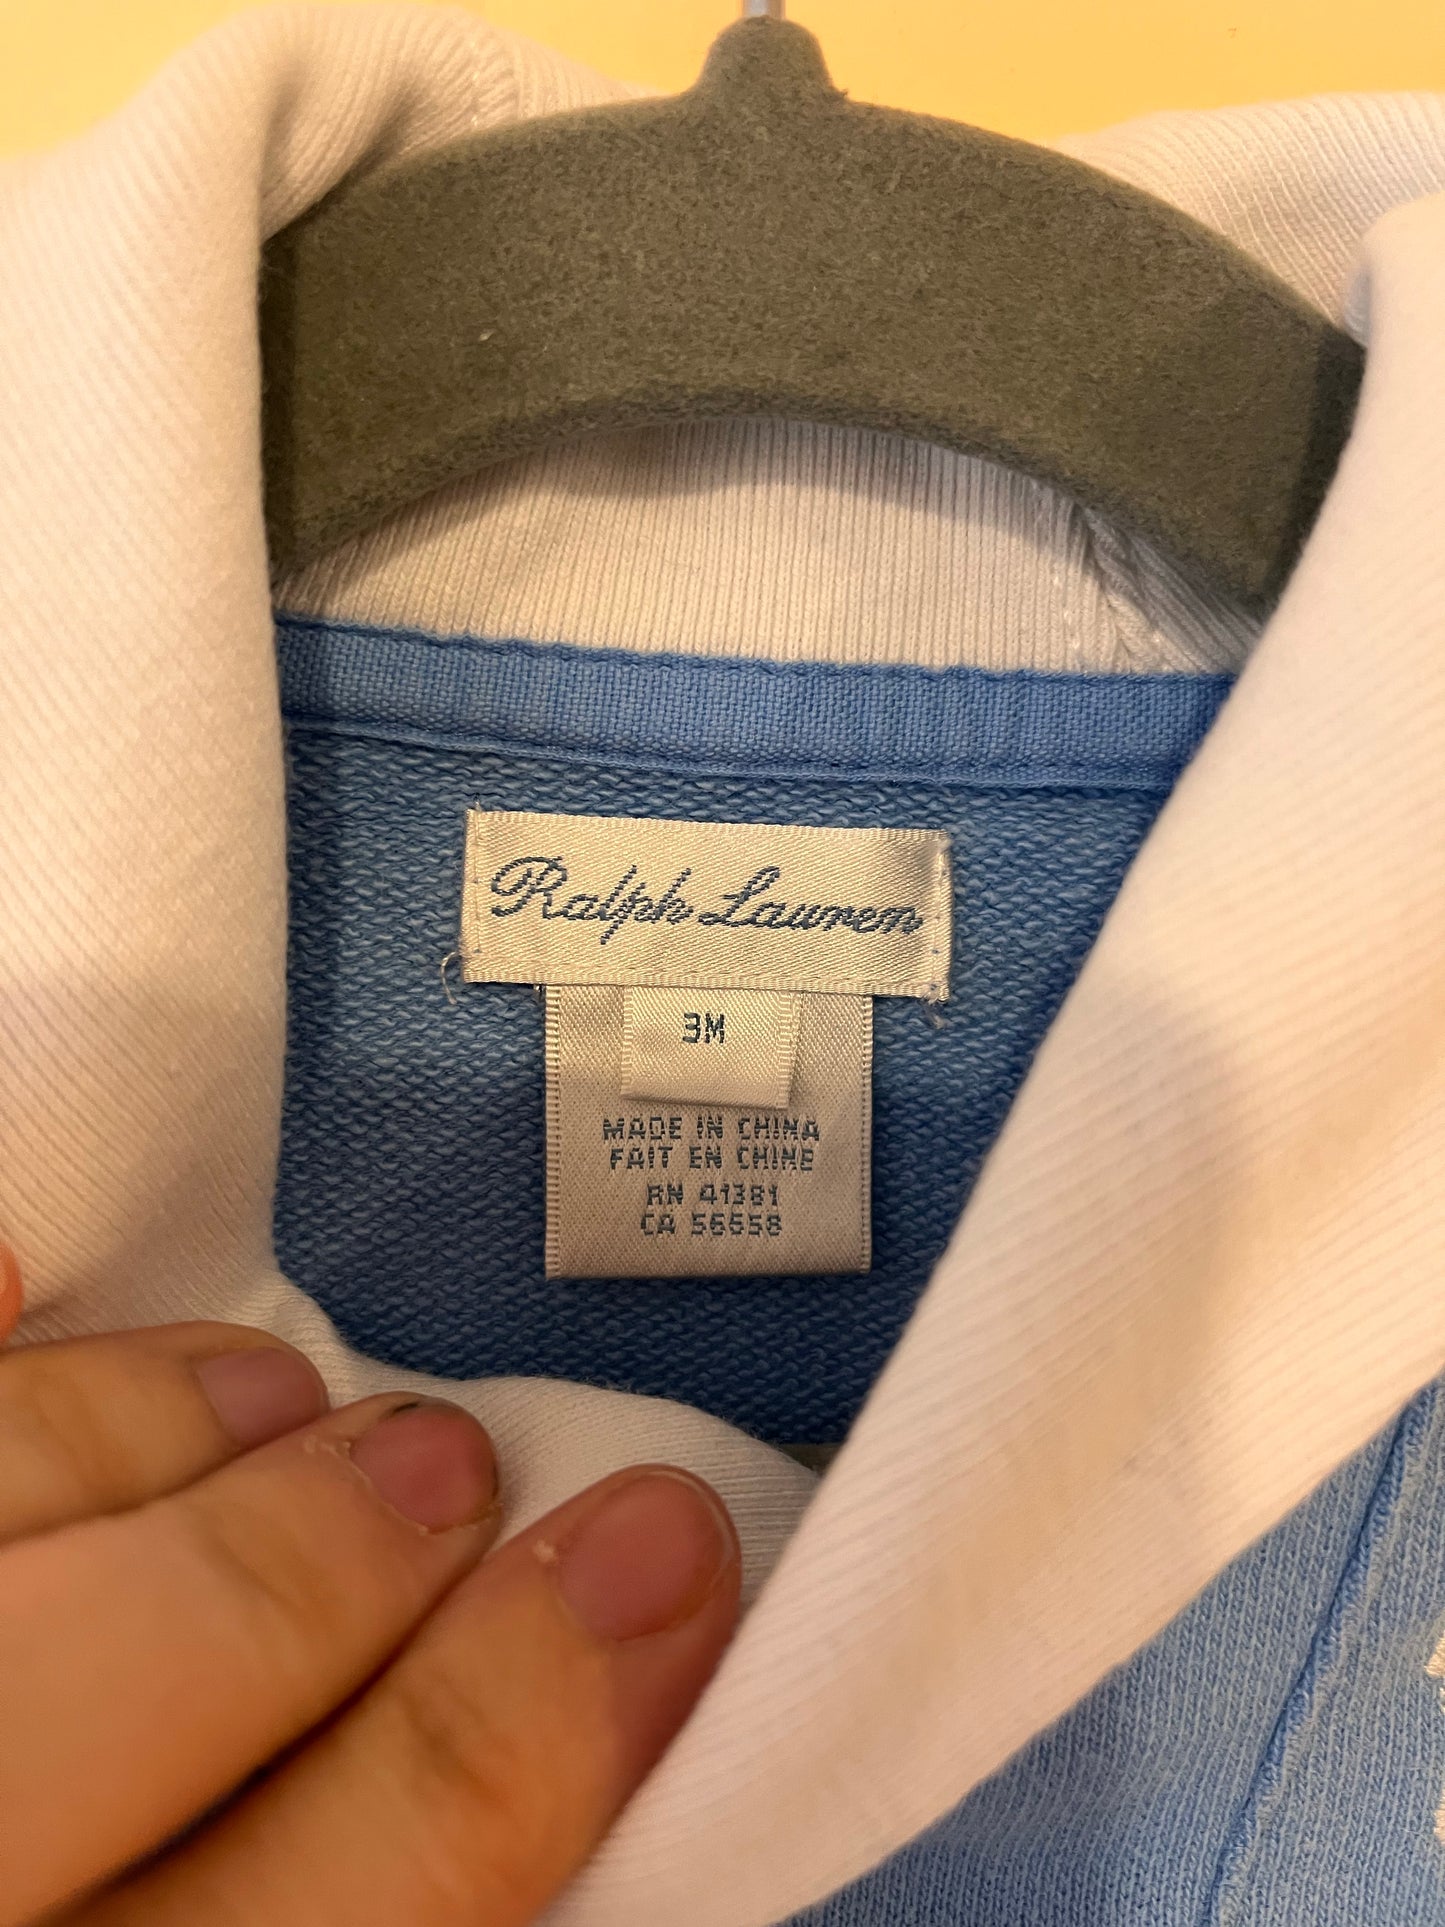 Ralph Lauren
3M
MADE IN CHINA
FAIT EN CHINE
RN 41381
CA 56658